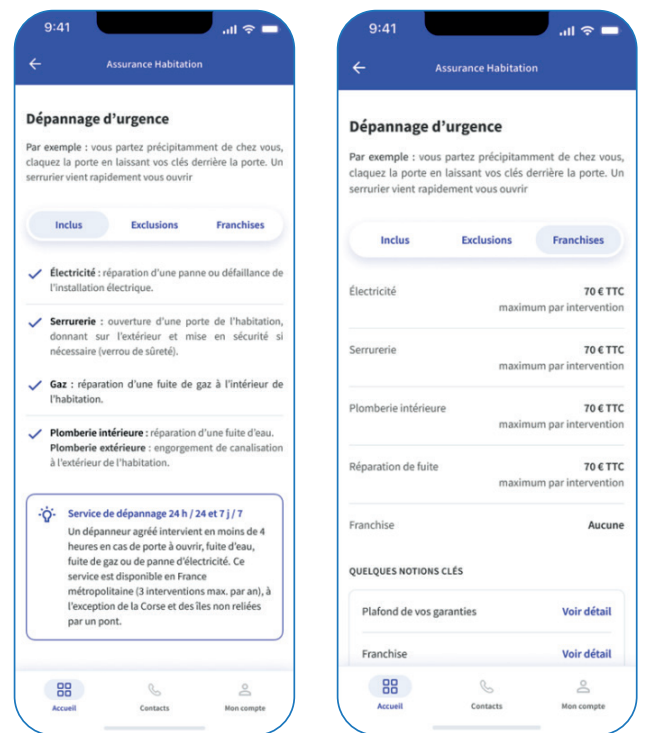 9:41
Assurance Habitation
Dépannage d'urgence
Par exemple : vous partez précipitamment de chez vous,
claquez la porte en laissant vos clés derrière la porte. Un
serrurier vient rapidement vous ouvrir
Inclus Exclusions Franchises
Électricité : réparation d'une panne ou défaillance de
l'installation électrique.
Serrurerie : ouverture d'une porte de l'habitation,
donnant sur l'extérieur et mise en sécurité si
nécessaire (verrou de sûreté).
Gaz : réparation d'une fuite de gaz à l'intérieur de
l'habitation.
Plomberie intérieure : réparation d'une fuite d'eau.
Plomberie extérieure : engorgement de canalisation
à l'extérieur de l'habitation.
Service de dépannage 24 h / 24 et 7 j / 7
Un dépanneur agréé intervient en moins de 4
heures en cas de porte à ouvrir, fuite d'eau,
fuite de gaz ou de panne d'électricité. Ce
service est disponible en France
métropolitaine (3 interventions max. par an), à
l'exception de la Corse et des îles non reliées
par un pont.
Accueil Contacts Mon compte
9:41
Assurance Habitation
Dépannage d'urgence
Par exemple : vous partez précipitamment de chez vous,
claquez la porte en laissant vos clés derrière la porte. Un
serrurier vient rapidement vous ouvrir
Inclus Exclusions Franchises
Électricité 70 € TTC
maximum par intervention
Serrurerie 70 € TTC
maximum par intervention
Plomberie intérieure 70 € TTC
maximum par intervention
Réparation de fuite 70 € TTC
maximum par intervention
Franchise Aucune
QUELQUES NOTIONS CLÉS
Plafond de vos garanties Voir détail
Franchise Voir détail
Accueil Contacts Mon compte